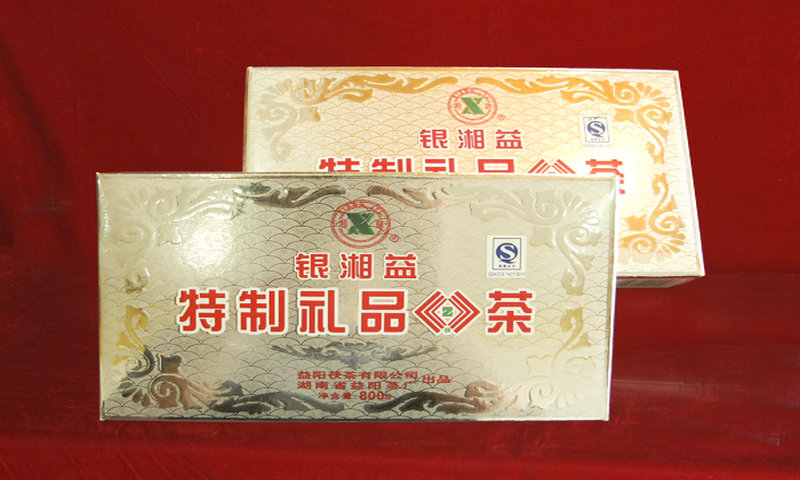 银湘益
特制礼品茶
银湘益
特制礼品 Z 茶
益阳茯茶有限公司
湖南省益阳茶厂出品
净含量:800g